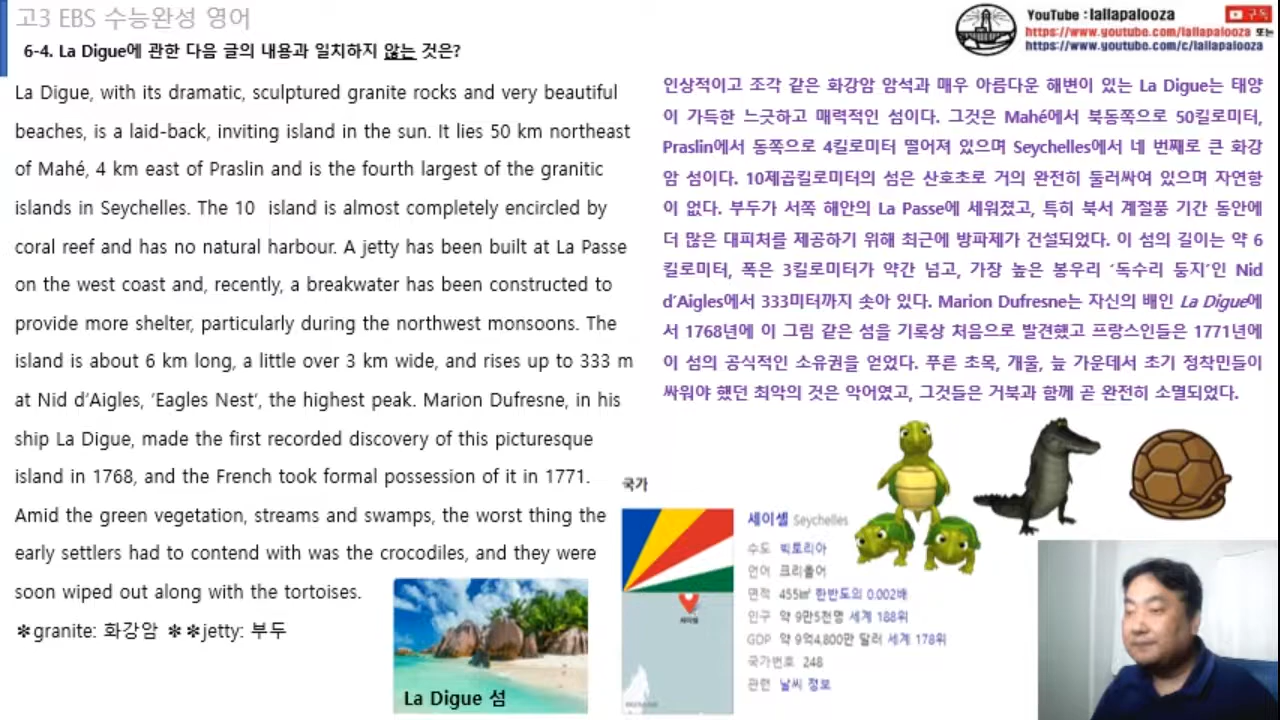 고3 EBS 수능완성 영어
6-4. La Digue에 관한 다음 글의 내용과 일치하지 않는 것은?
YouTube : lallapalooza
구독
https://www.youtube.com/lallapalooza 또는
https://www.youtube.com/c/lallapalooza
La Digue, with its dramatic, sculptured granite rocks and very beautiful
beaches, is a laid-back, inviting island in the sun. It lies 50 km northeast
of Mahé, 4 km east of Praslin and is the fourth largest of the granitic
islands in Seychelles. The 10 island is almost completely encircled by
coral reef and has no natural harbour. A jetty has been built at La Passe
on the west coast and, recently, a breakwater has been constructed to
provide more shelter, particularly during the northwest monsoons. The
island is about 6 km long, a little over 3 km wide, and rises up to 333 m
at Nid d’Aigles, ‘Eagles Nest’, the highest peak. Marion Dufresne, in his
ship La Digue, made the first recorded discovery of this picturesque
island in 1768, and the French took formal possession of it in 1771.
Amid the green vegetation, streams and swamps, the worst thing the
early settlers had to contend with was the crocodiles, and they were
soon wiped out along with the tortoises.
*granite: 화강암 **jetty: 부두
La Digue 섬
인상적이고 조각 같은 화강암 암석과 매우 아름다운 해변이 있는 La Digue는 태양
이 가득한 느긋하고 매력적인 섬이다. 그것은 Mahé에서 북동쪽으로 50킬로미터,
Praslin에서 동쪽으로 4킬로미터 떨어져 있으며 Seychelles에서 네 번째로 큰 화강
암 섬이다. 10제곱킬로미터의 섬은 산호초로 거의 완전히 둘러싸여 있으며 자연항
이 없다. 부두가 서쪽 해안의 La Passe에 세워졌고, 특히 북서 계절풍 기간 동안에
더 많은 대피처를 제공하기 위해 최근에 방파제가 건설되었다. 이 섬의 길이는 약 6
킬로미터, 폭은 3킬로미터가 약간 넘고, 가장 높은 봉우리 ‘독수리 둥지’인 Nid
d’Aigles에서 333미터까지 솟아 있다. Marion Dufresne는 자신의 배인 La Digue에
서 1768년에 이 그림 같은 섬을 기록상 처음으로 발견했고 프랑스인들은 1771년에
이 섬의 공식적인 소유권을 얻었다. 푸른 초목, 개울, 늪 가운데서 초기 정착민들이
싸워야 했던 최악의 것은 악어였고, 그것들은 거북과 함께 곧 완전히 소멸되었다.
국가
세이셸 Seychelles
수도 빅토리아
언어 크리올어
면적 455㎢ 한반도의 0.002배
인구 약 9만5천명 세계 188위
GDP 약 9억4,800만 달러 세계 178위
국가번호 248
관련 날씨 정보
세이셸